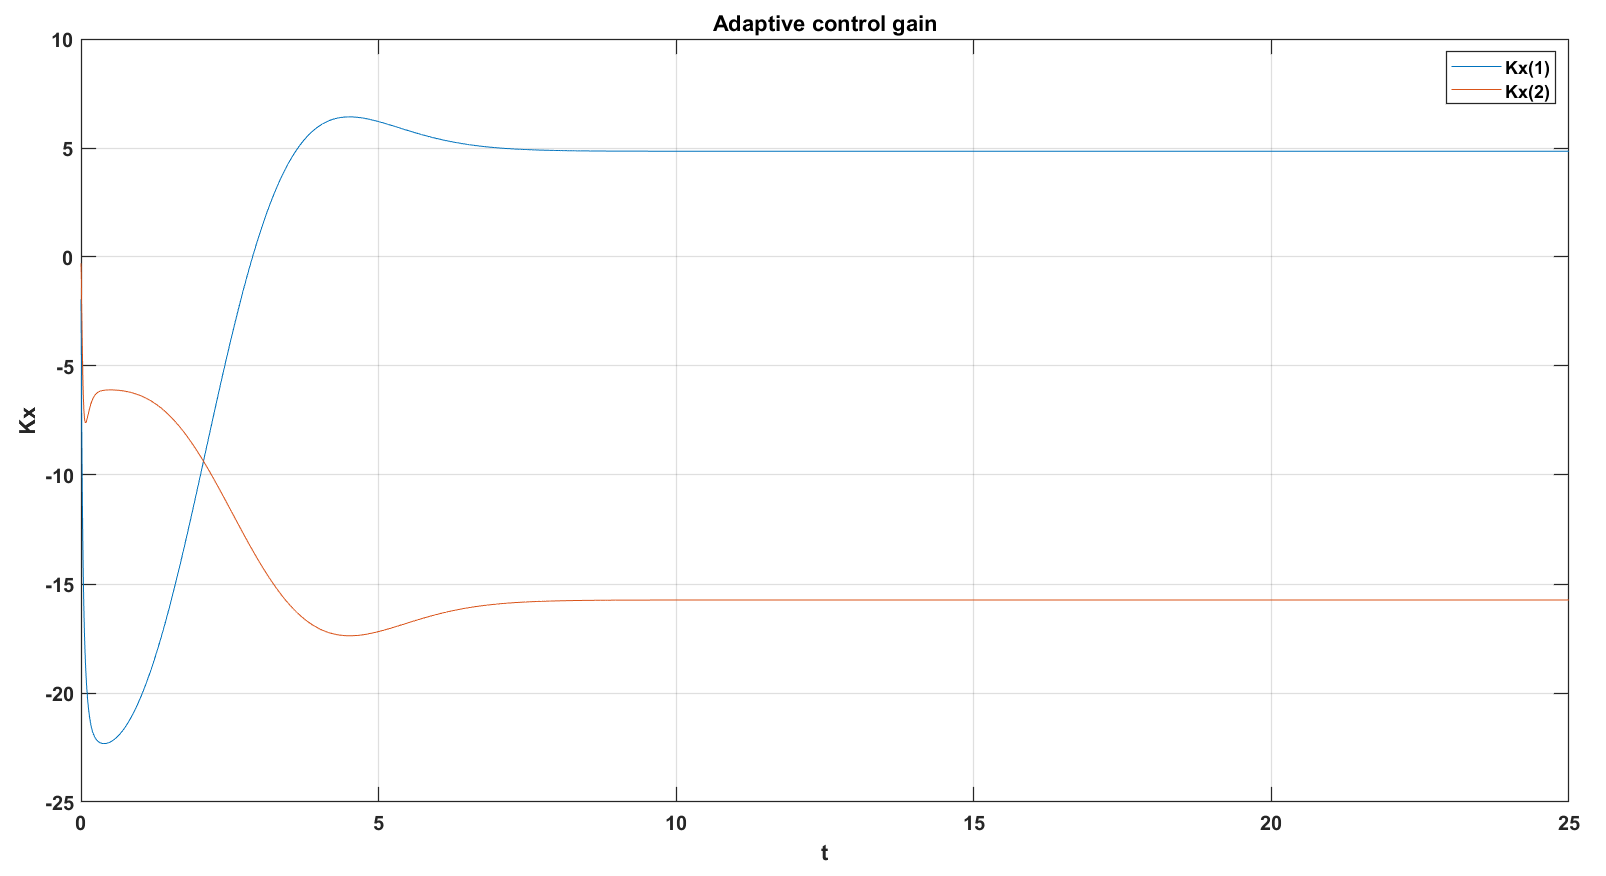 Adaptive control gain
Kx(1)
Kx(2)
10
5
0
-5
-10
-15
-20
-25
Kx
0 5 10 15 20 25
t